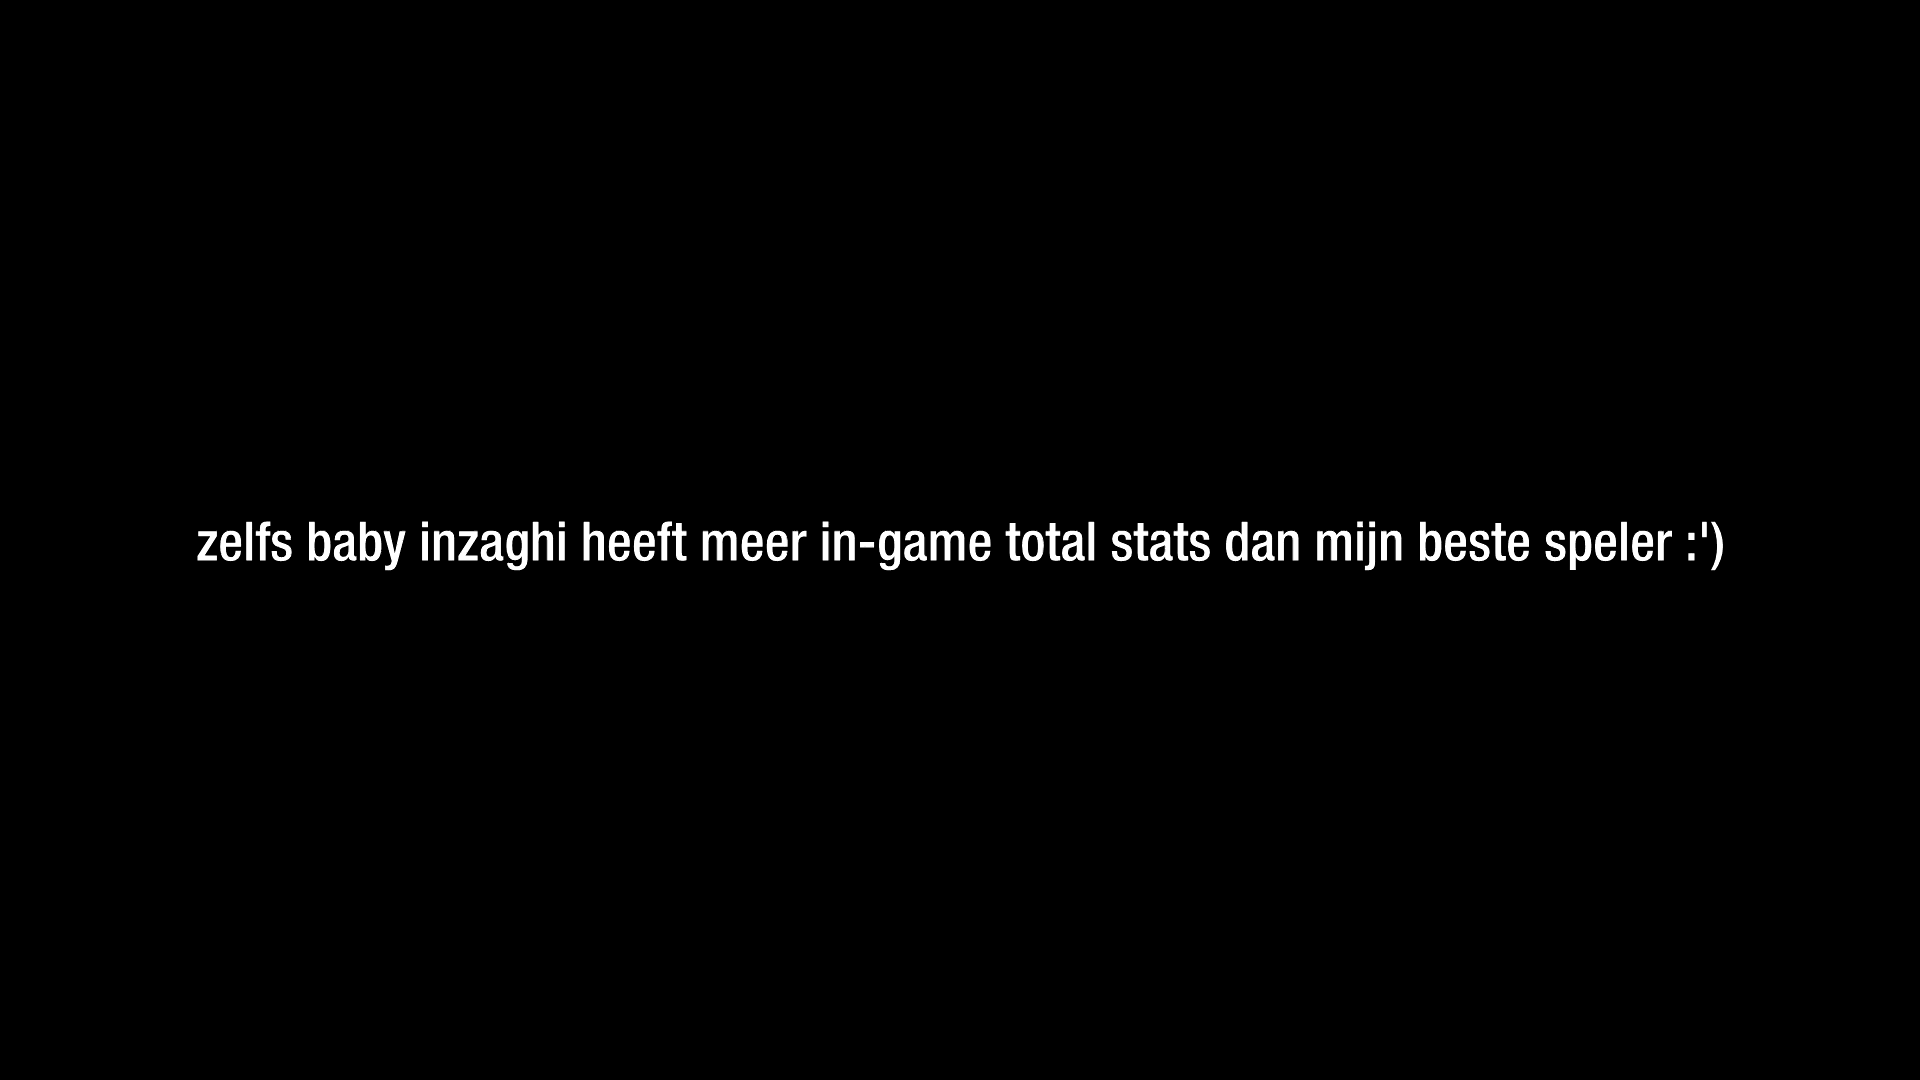 zelfs baby inzaghi heeft meer in-game total stats dan mijn beste speler :')